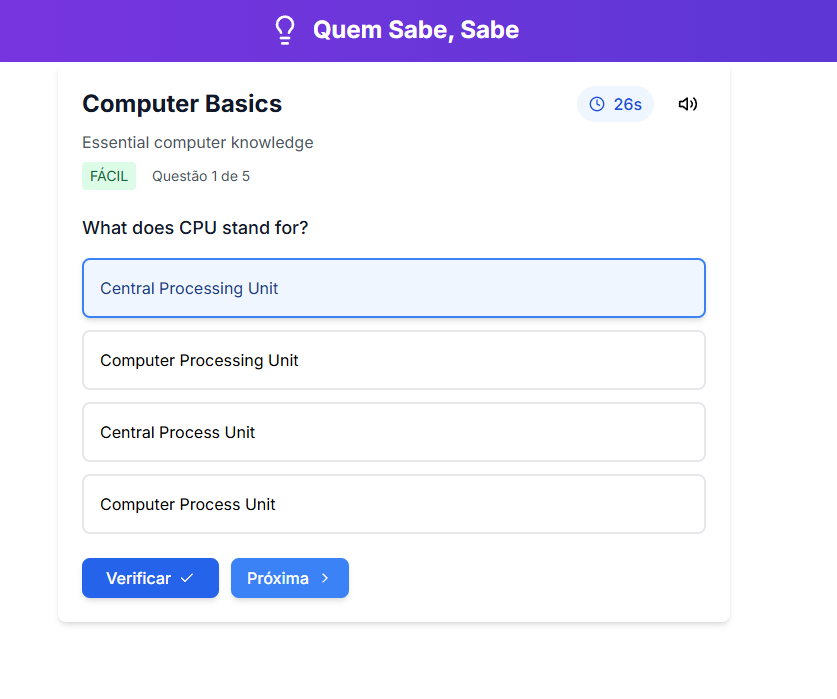 Quem Sabe, Sabe
Computer Basics
26s
Essential computer knowledge
FÁCIL
Questão 1 de 5
What does CPU stand for?
Central Processing Unit
Computer Processing Unit
Central Process Unit
Computer Process Unit
Verificar
Próxima